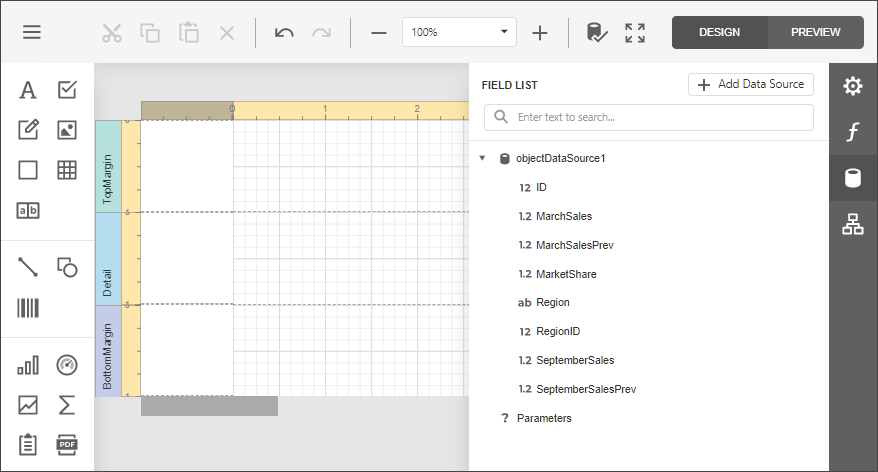 100%
DESIGN
PREVIEW
A
ab
PDF
0 1 2
TopMargin
Detail
BottomMargin
FIELD LIST
Add Data Source
Enter text to search...
f
objectDataSource1
12 ID
1.2 MarchSales
1.2 MarchSalesPrev
1.2 MarketShare
ab Region
12 RegionID
1.2 SeptemberSales
1.2 SeptemberSalesPrev
? Parameters